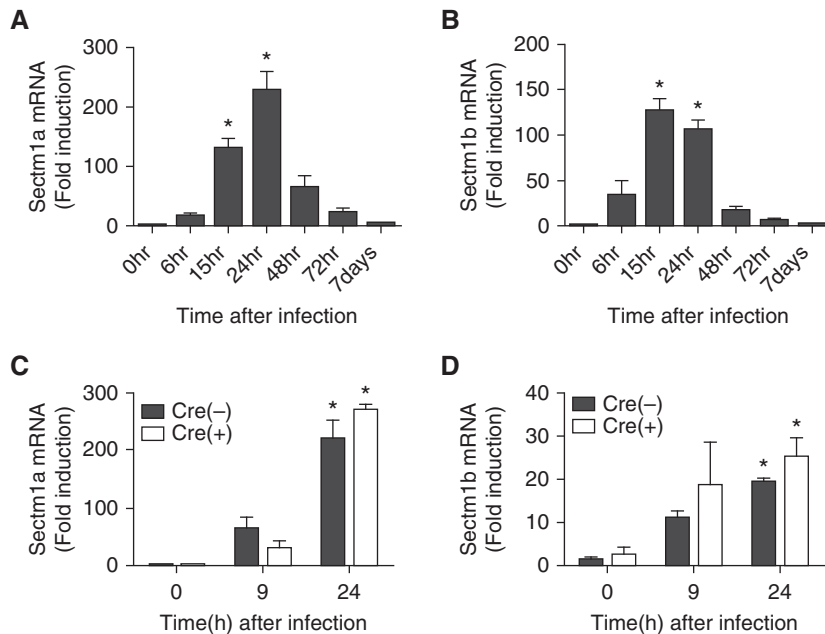 A
Sectm1a mRNA
(Fold induction)
300
200
100
0
*
*
0hr
6hr
15hr
24hr
48hr
72hr
7days
Time after infection
B
Sectm1b mRNA
(Fold induction)
200
150
100
50
0
*
*
0hr
6hr
15hr
24hr
48hr
72hr
7days
Time after infection
C
Sectm1a mRNA
(Fold induction)
300
200
100
0
Cre(–)
Cre(+)
*
*
0 9 24
Time(h) after infection
D
Sectm1b mRNA
(Fold induction)
40
30
20
10
0
Cre(–)
Cre(+)
*
*
0 9 24
Time(h) after infection